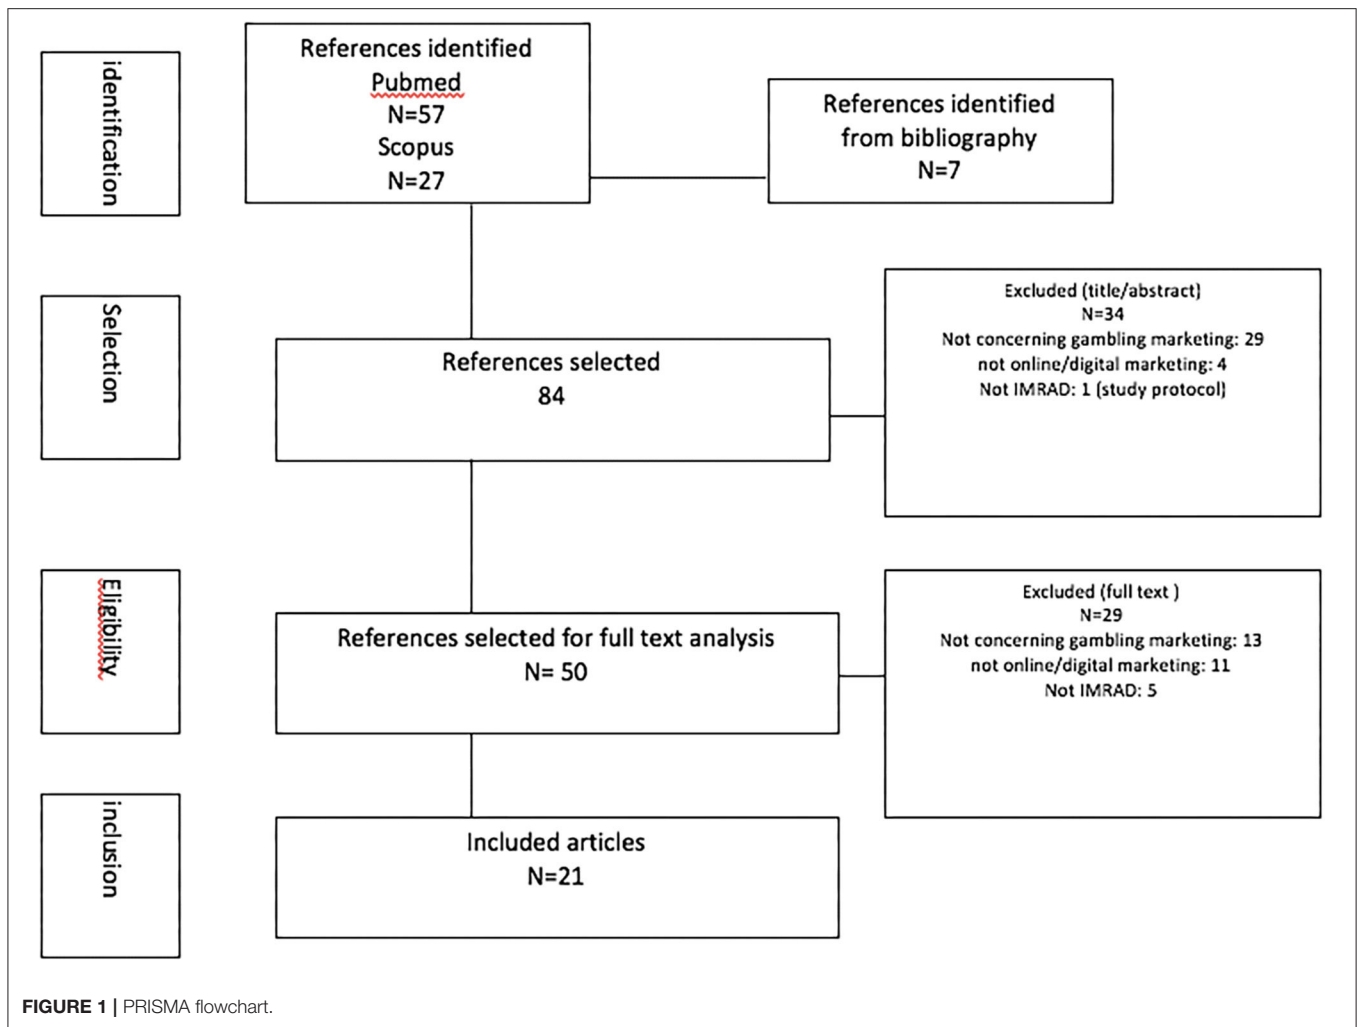 identification
References identified
Pubmed
N=57
Scopus
N=27
References identified
from bibliography
N=7
Selection
References selected
84
Excluded (title/abstract)
N=34
Not concerning gambling marketing: 29
not online/digital marketing: 4
Not IMRAD: 1 (study protocol)
Eligibility
References selected for full text analysis
N= 50
Excluded (full text )
N=29
Not concerning gambling marketing: 13
not online/digital marketing: 11
Not IMRAD: 5
inclusion
Included articles
N=21
FIGURE 1 | PRISMA flowchart.